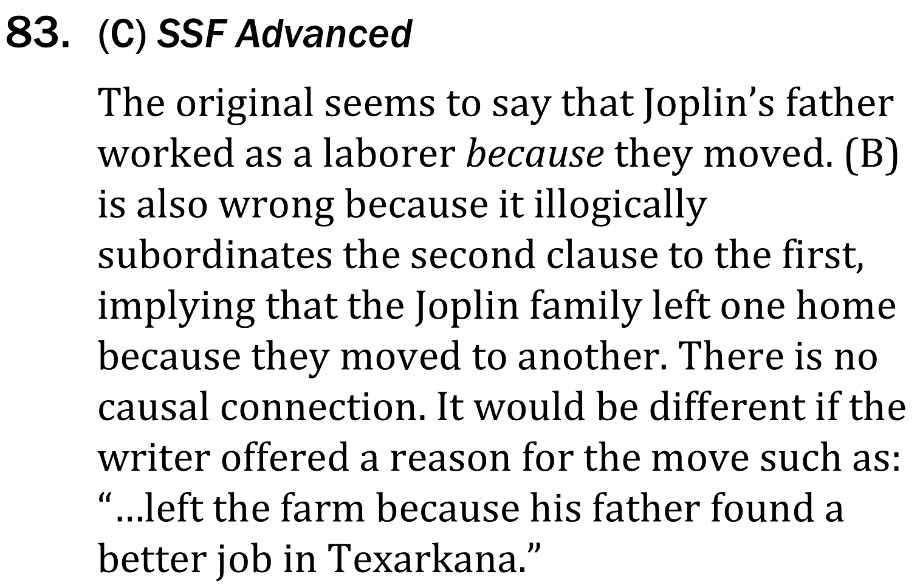 83. (C) SSF Advanced
The original seems to say that Joplin’s father
worked as a laborer because they moved. (B)
is also wrong because it illogically
subordinates the second clause to the first,
implying that the Joplin family left one home
because they moved to another. There is no
causal connection. It would be different if the
writer offered a reason for the move such as:
“...left the farm because his father found a
better job in Texarkana.”